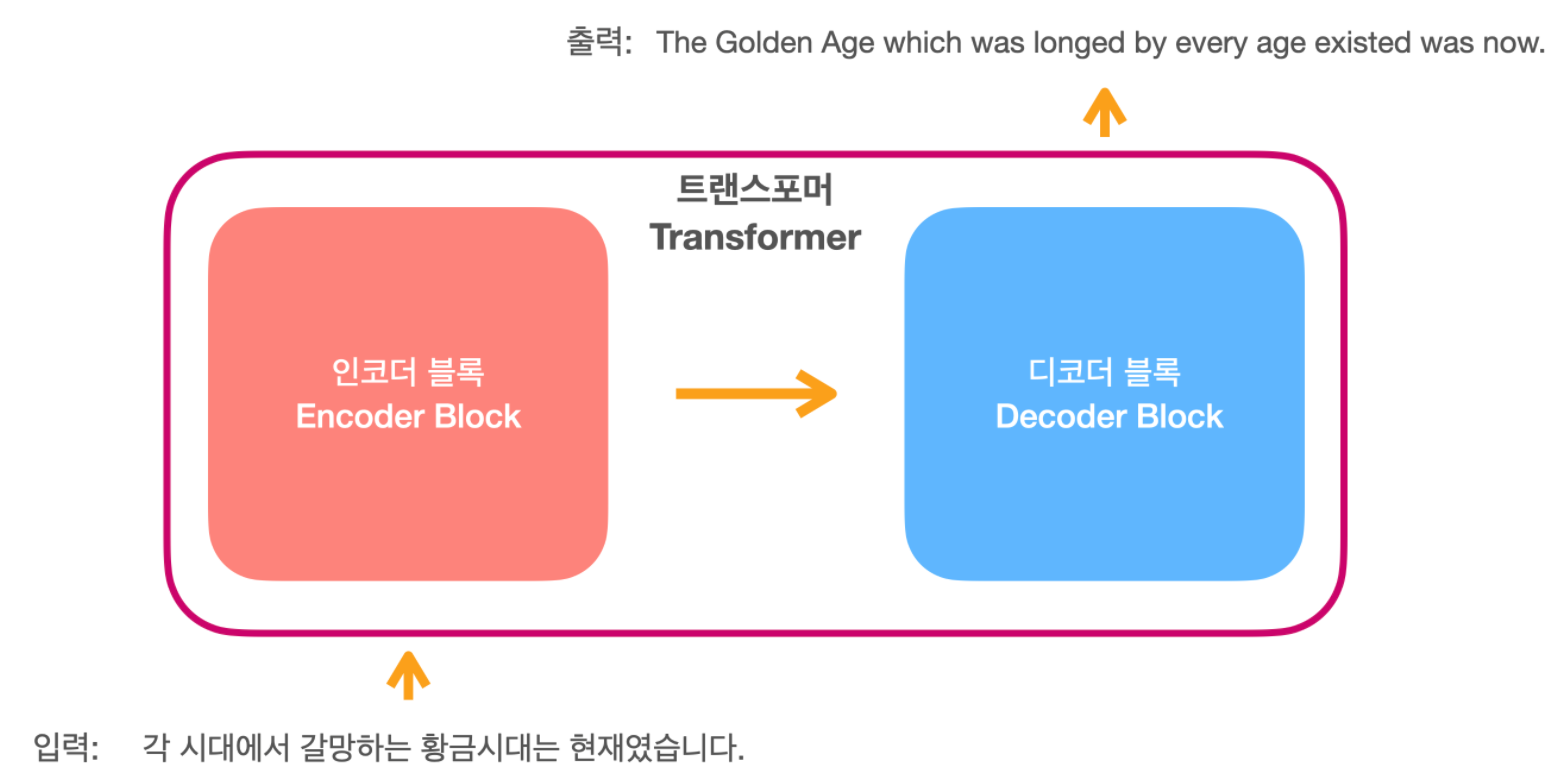 출력: The Golden Age which was longed by every age existed was now.
트랜스포머
Transformer
인코더 블록
Encoder Block
디코더 블록
Decoder Block
입력: 각 시대에서 갈망하는 황금시대는 현재였습니다.